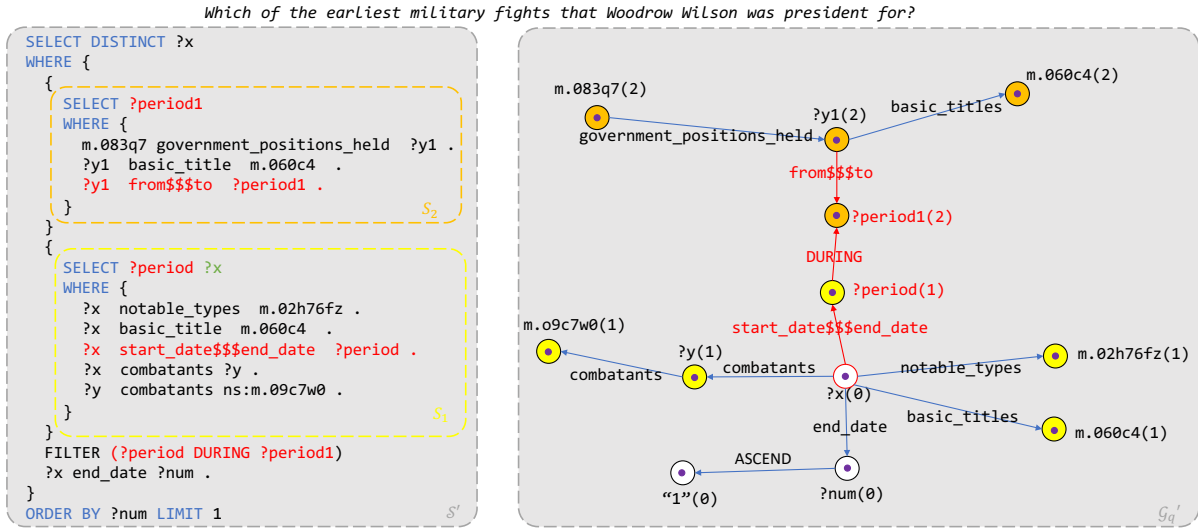 Which of the earliest military fights that Woodrow Wilson was president for?
SELECT DISTINCT ?x
WHERE {
{
SELECT ?period1
WHERE {
m.083q7 government_positions_held ?y1 .
?y1 basic_title m.060c4 .
?y1 from$$$to ?period1 .
}
S2
}
{
SELECT ?period ?x
WHERE {
?x notable_types m.02h76fz .
?x basic_title m.060c4 .
?x start_date$$$end_date ?period .
?x combatants ?y .
?y combatants ns:m.09c7w0 .
}
S1
}
FILTER (?period DURING ?period1)
?x end_date ?num .
}
ORDER BY ?num LIMIT 1
S'
m.083q7(2)
m.060c4(2)
?y1(2)
basic_titles
government_positions_held
from$$$to
?period1(2)
DURING
?period(1)
start_date$$$end_date
m.o9c7w0(1)
?y(1)
combatants
combatants
notable_types
m.02h76fz(1)
?x(0)
basic_titles
m.060c4(1)
end_date
ASCEND
“1”(0)
?num(0)
Gq'